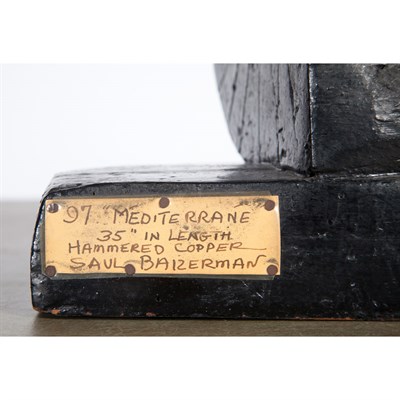 97. MEDITERRANE
35" IN LENGTH
HAMMERED COPPER
SAUL BAIZERMAN